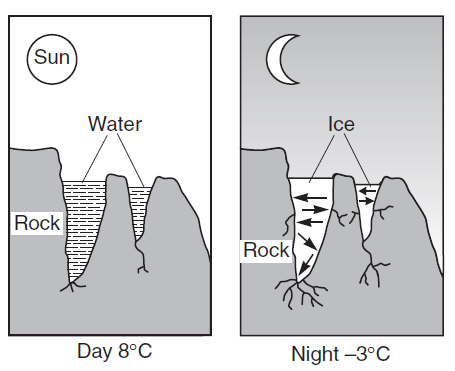 Sun
Water
Rock
Day 8°C
Ice
Rock
Night –3°C